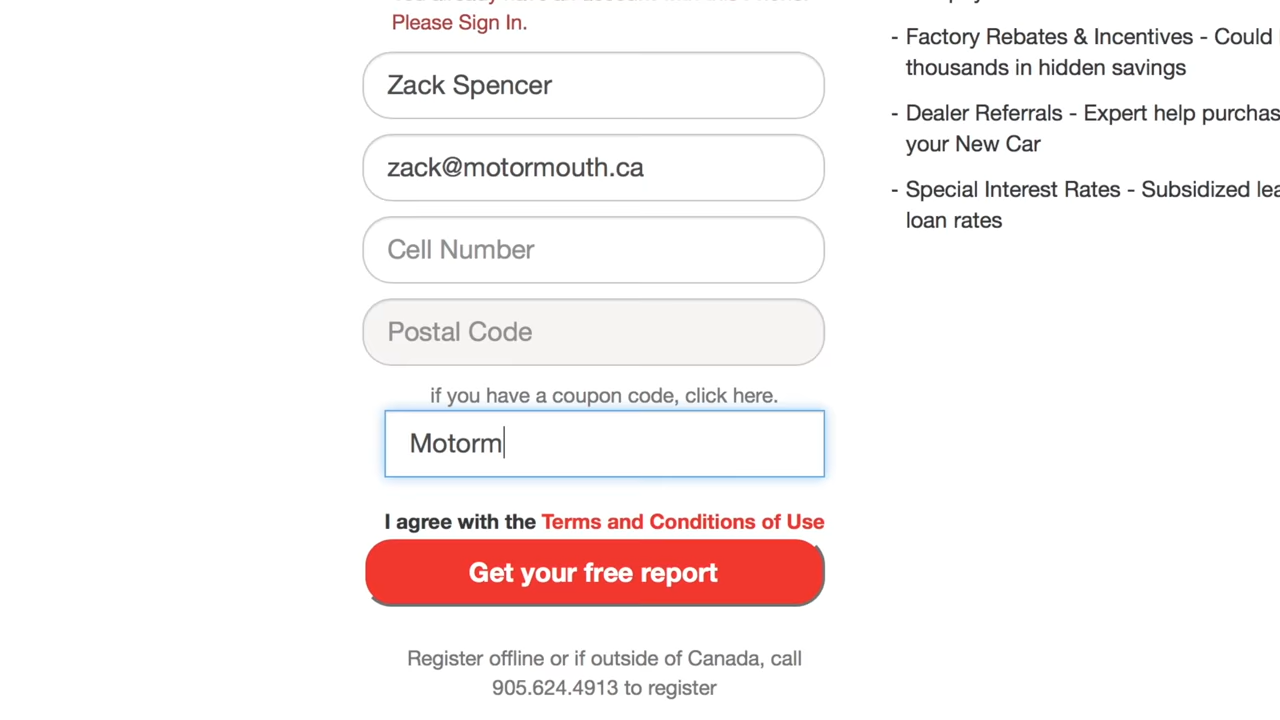 Please Sign In.
Zack Spencer
zack@motormouth.ca
Cell Number
Postal Code
if you have a coupon code, click here.
Motorm
I agree with the Terms and Conditions of Use
Get your free report
Register offline or if outside of Canada, call
905.624.4913 to register
- Factory Rebates & Incentives - Could
thousands in hidden savings
- Dealer Referrals - Expert help purchas
your New Car
- Special Interest Rates - Subsidized lea
loan rates